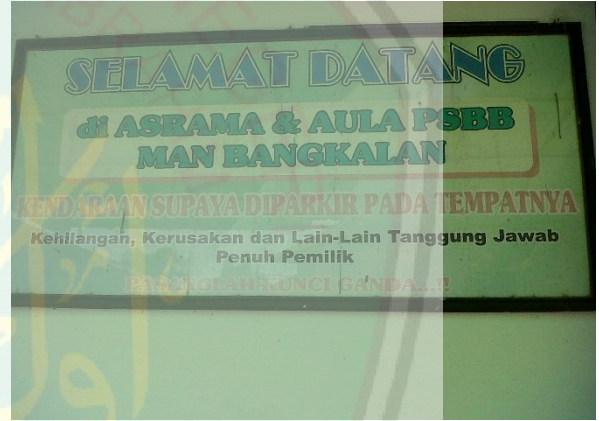 SELAMAT DATANG
di ASRAMA & AULA PSBB
MAN BANGKALAN
KENDARAAN SUPAYA DIPARKIR PADA TEMPATNYA
Kehilangan, Kerusakan dan Lain-Lain Tanggung Jawab
Penuh Pemilik
PASANGLAH KUNCI GANDA...!!